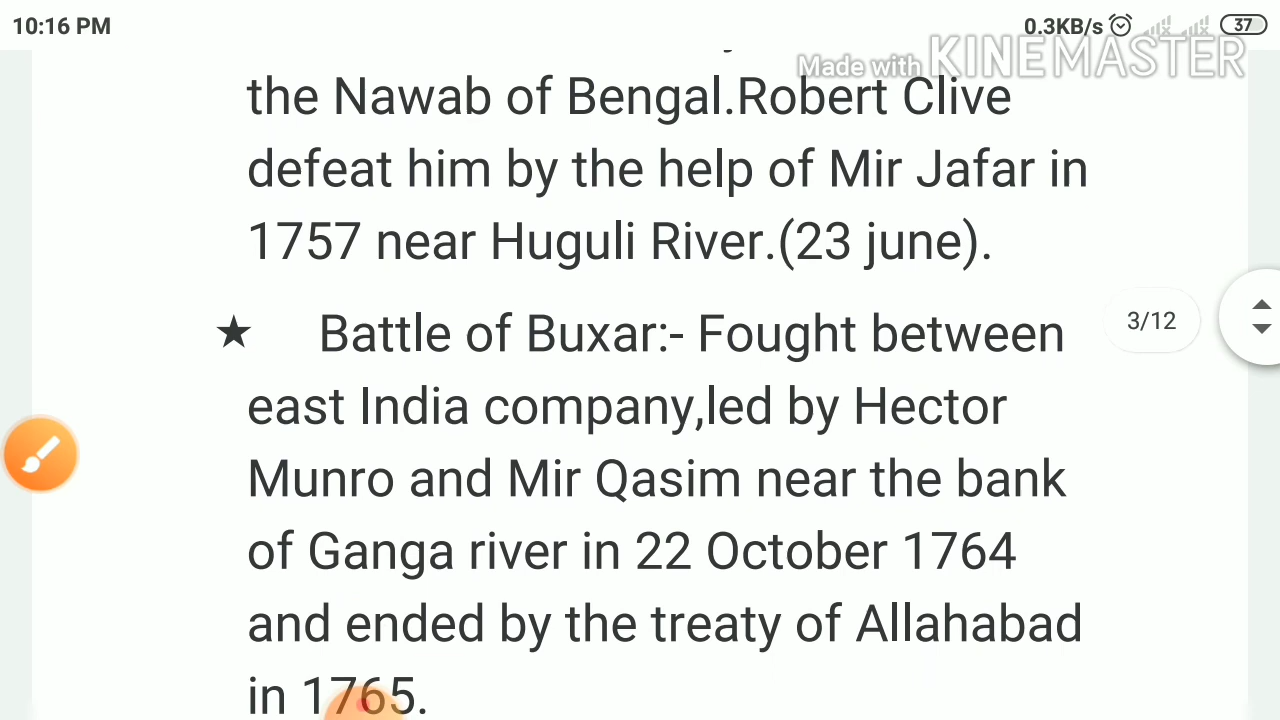 10:16 PM
0.3KB/s
37
Made with KINEMASTER
the Nawab of Bengal.Robert Clive
defeat him by the help of Mir Jafar in
1757 near Huguli River.(23 june).
★ Battle of Buxar:- Fought between
3/12
east India company,led by Hector
Munro and Mir Qasim near the bank
of Ganga river in 22 October 1764
and ended by the treaty of Allahabad
in 1765.